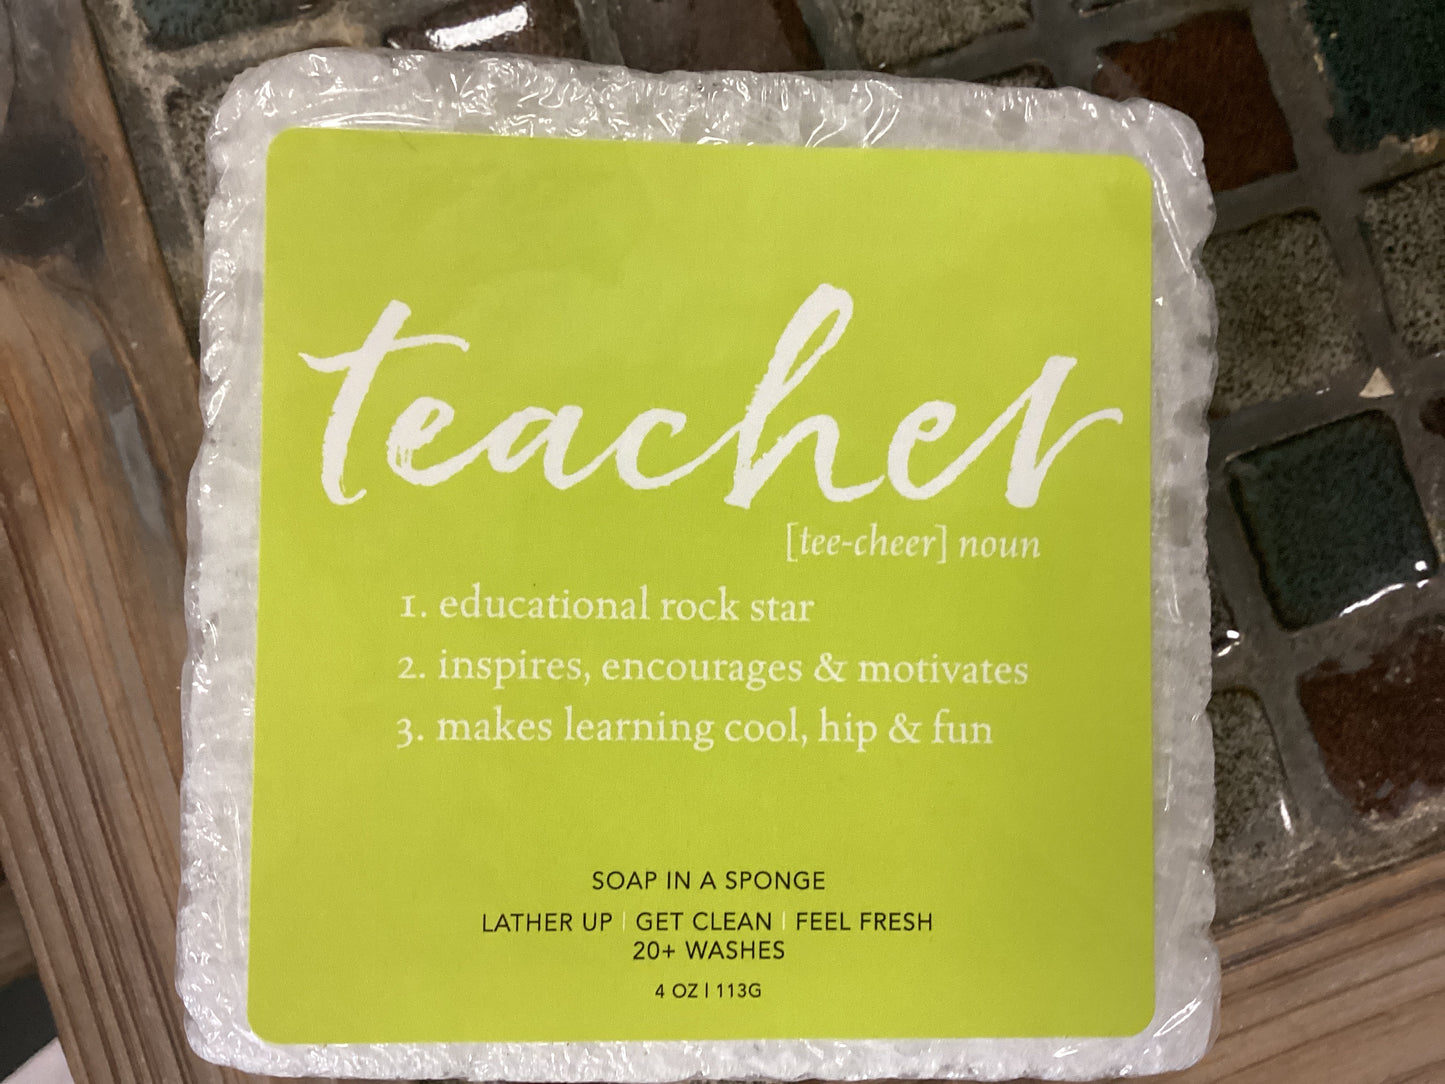 teacher
[tee-cheer] noun
1. educational rock star
2. inspires, encourages & motivates
3. makes learning cool, hip & fun
SOAP IN A SPONGE
LATHER UP | GET CLEAN | FEEL FRESH
20+ WASHES
4 OZ | 113G